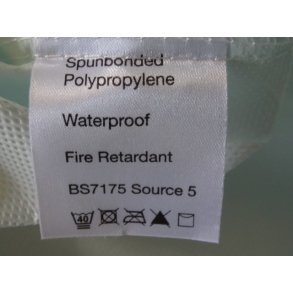 Spunbonded
Polypropylene
Waterproof
Fire Retardant
BS7175 Source 5
40